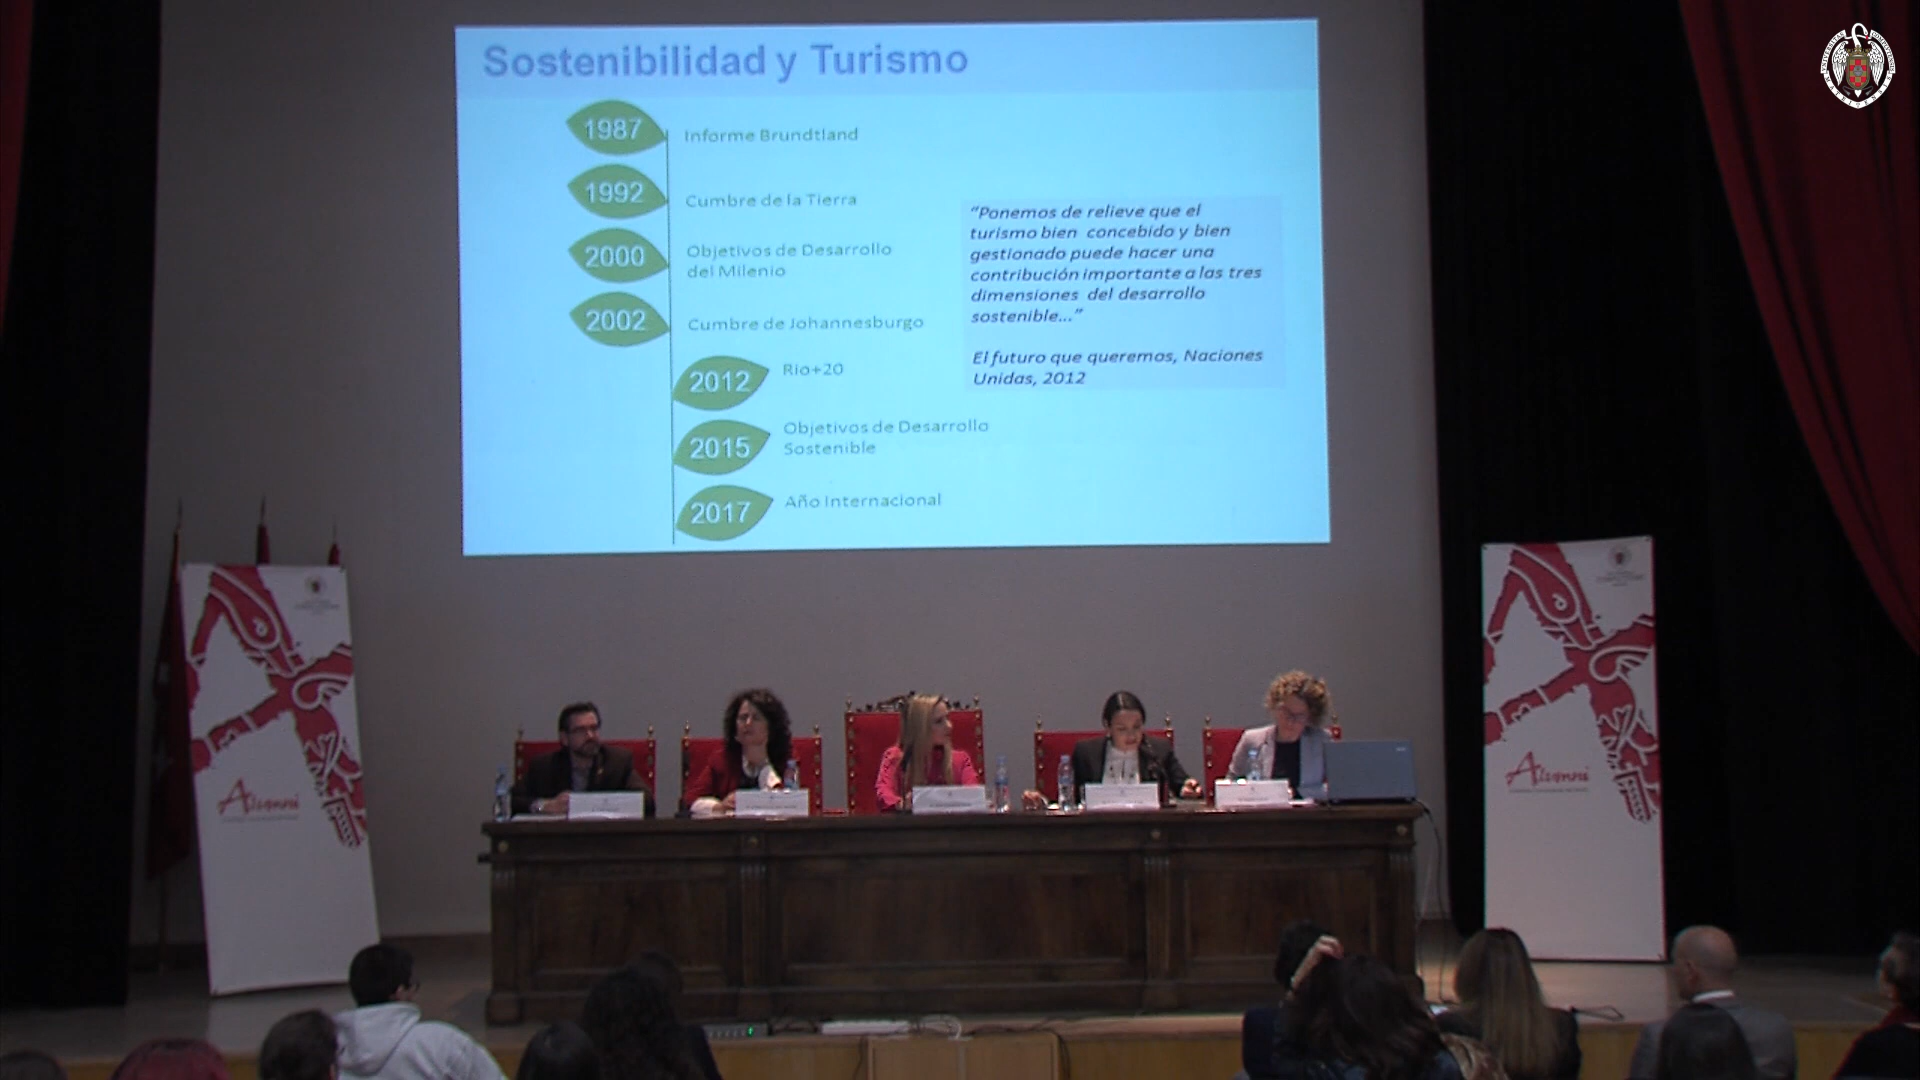 Sostenibilidad y Turismo
1987
Informe Brundtland
1992
Cumbre de la Tierra
2000
Objetivos de Desarrollo
del Milenio
2002
Cumbre de Johannesburgo
2012
Rio+20
2015
Objetivos de Desarrollo
Sostenible
2017
Año Internacional
“Ponemos de relieve que el
turismo bien concebido y bien
gestionado puede hacer una
contribución importante a las tres
dimensiones del desarrollo
sostenible...”
El futuro que queremos, Naciones
Unidas, 2012
Alumni
Alumni